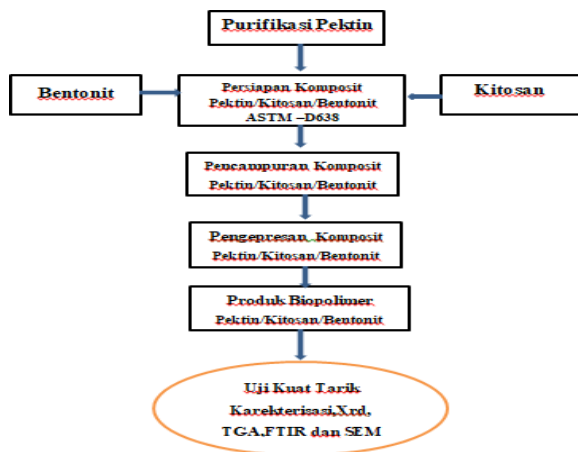 Purifikasi Pektin
Bentonit
Persiapan Komposit
Pektin/Kitosan/Bentonit
ASTM –D638
Kitosan
Pencampuran Komposit
Pektin/Kitosan/Bentonit
Pengepresan Komposit
Pektin/Kitosan/Bentonit
Produk Biopolimer
Pektin/Kitosan/Bentonit
Uji Kuat Tarik
Karekterisasi,Xrd,
TGA,FTIR dan SEM